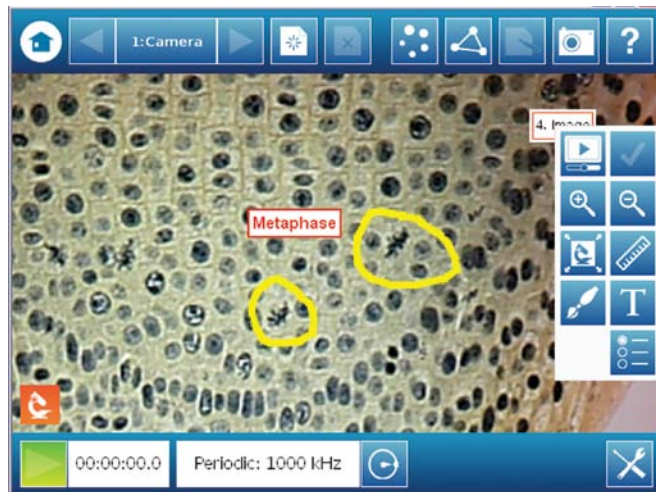 1:Camera
?
4. Image
Metaphase
T
00:00:00.0
Periodic: 1000 kHz